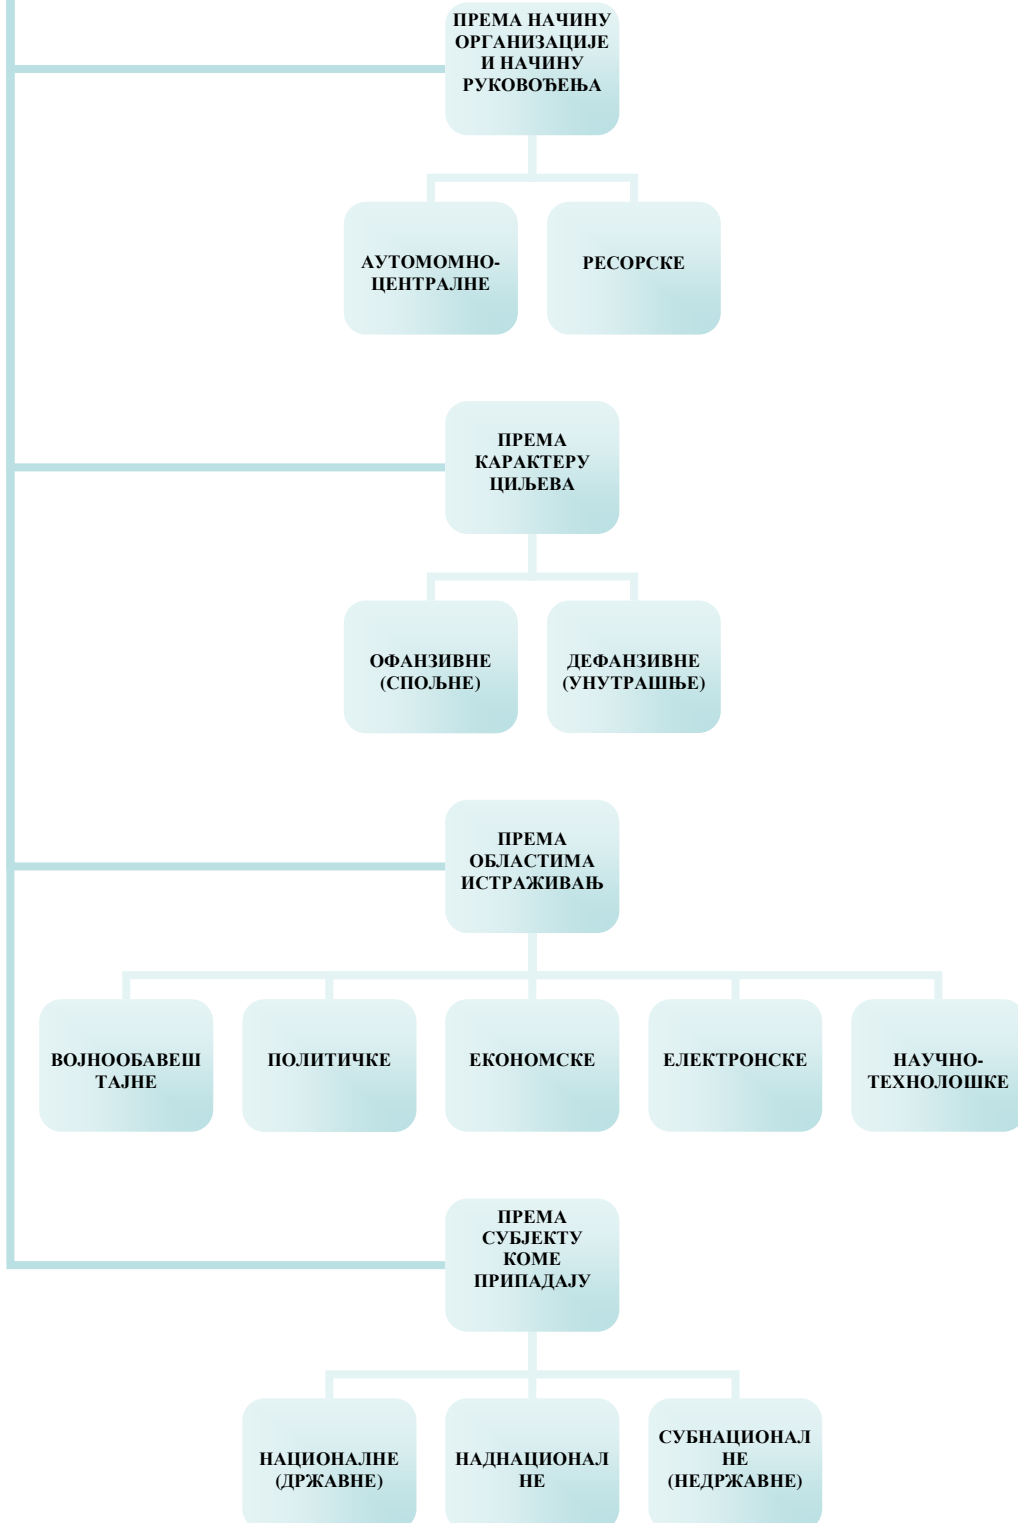 ПРЕМА НАЧИНУ
ОРГАНИЗАЦИЈЕ
И НАЧИНУ
РУКОВОЂЕЊА
АУТОМОМНО-
ЦЕНТРАЛНЕ
РЕСОРСКЕ
ПРЕМА
КАРАКТЕРУ
ЦИЉЕВА
ОФАНЗИВНЕ
(СПОЉНЕ)
ДЕФАНЗИВНЕ
(УНУТРАШЊЕ)
ПРЕМА
ОБЛАСТИМА
ИСТРАЖИВАЊ
ВОЈНООБАВЕШ
ТАЈНЕ
ПОЛИТИЧКЕ
ЕКОНОМСКЕ
ЕЛЕКТРОНСКЕ
НАУЧНО-
ТЕХНОЛОШКЕ
ПРЕМА
СУБЈЕКТУ
КОМЕ
ПРИПАДАЈУ
НАЦИОНАЛНЕ
(ДРЖАВНЕ)
НАДНАЦИОНАЛ
НЕ
СУБНАЦИОНАЛ
НЕ
(НЕДРЖАВНЕ)